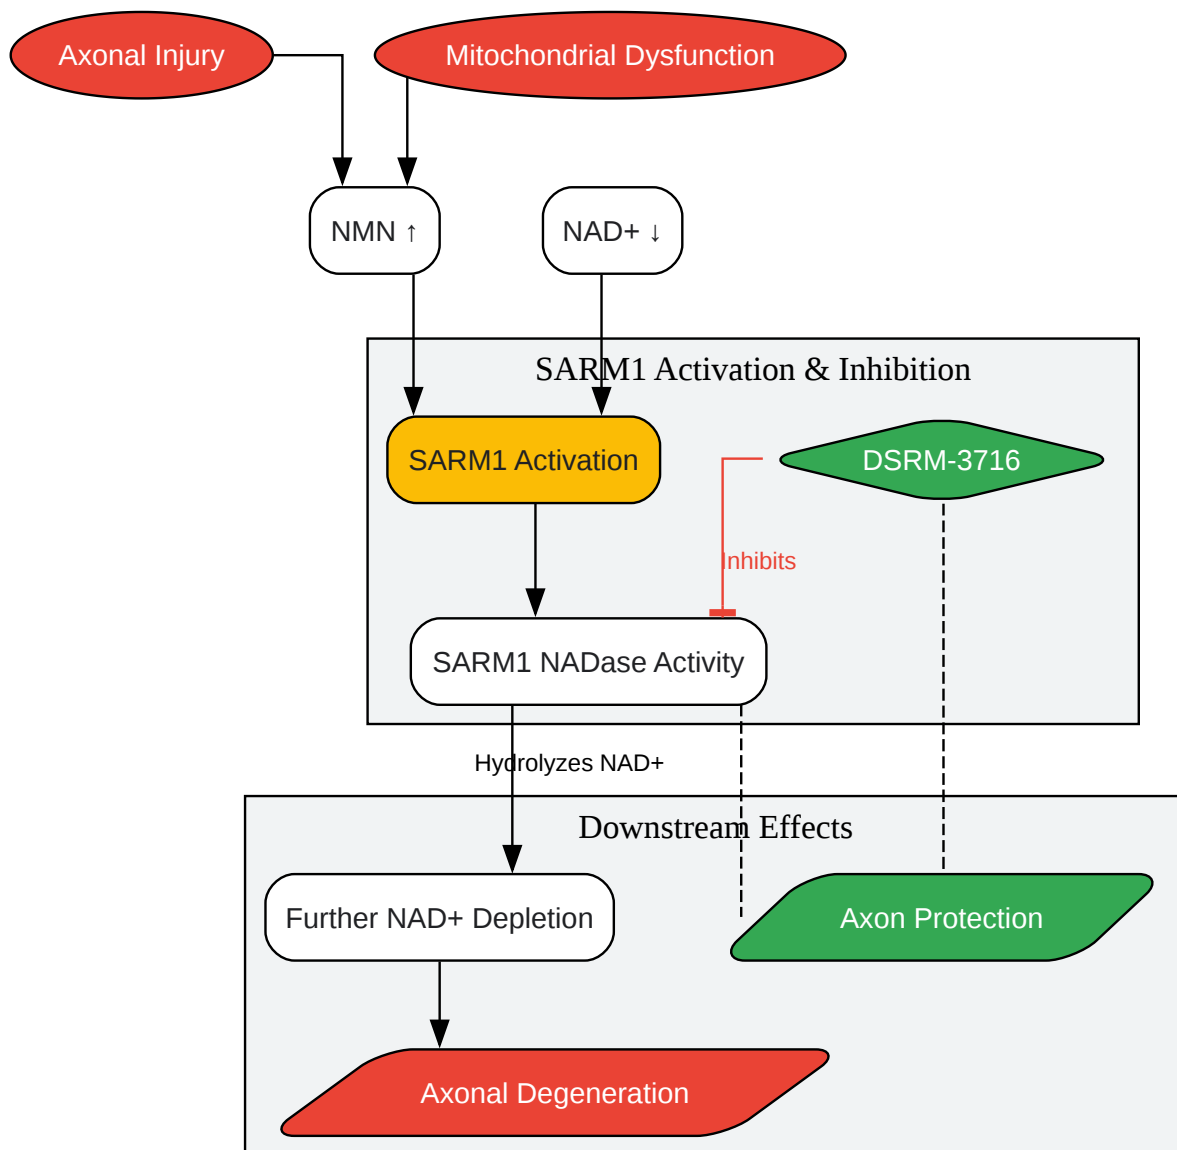 Axonal Injury
Mitochondrial Dysfunction
NMN ↑
NAD+ ↓
SARM1 Activation & Inhibition
SARM1 Activation
DSRM-3716
Inhibits
SARM1 NADase Activity
Hydrolyzes NAD+
Downstream Effects
Further NAD+ Depletion
Axon Protection
Axonal Degeneration